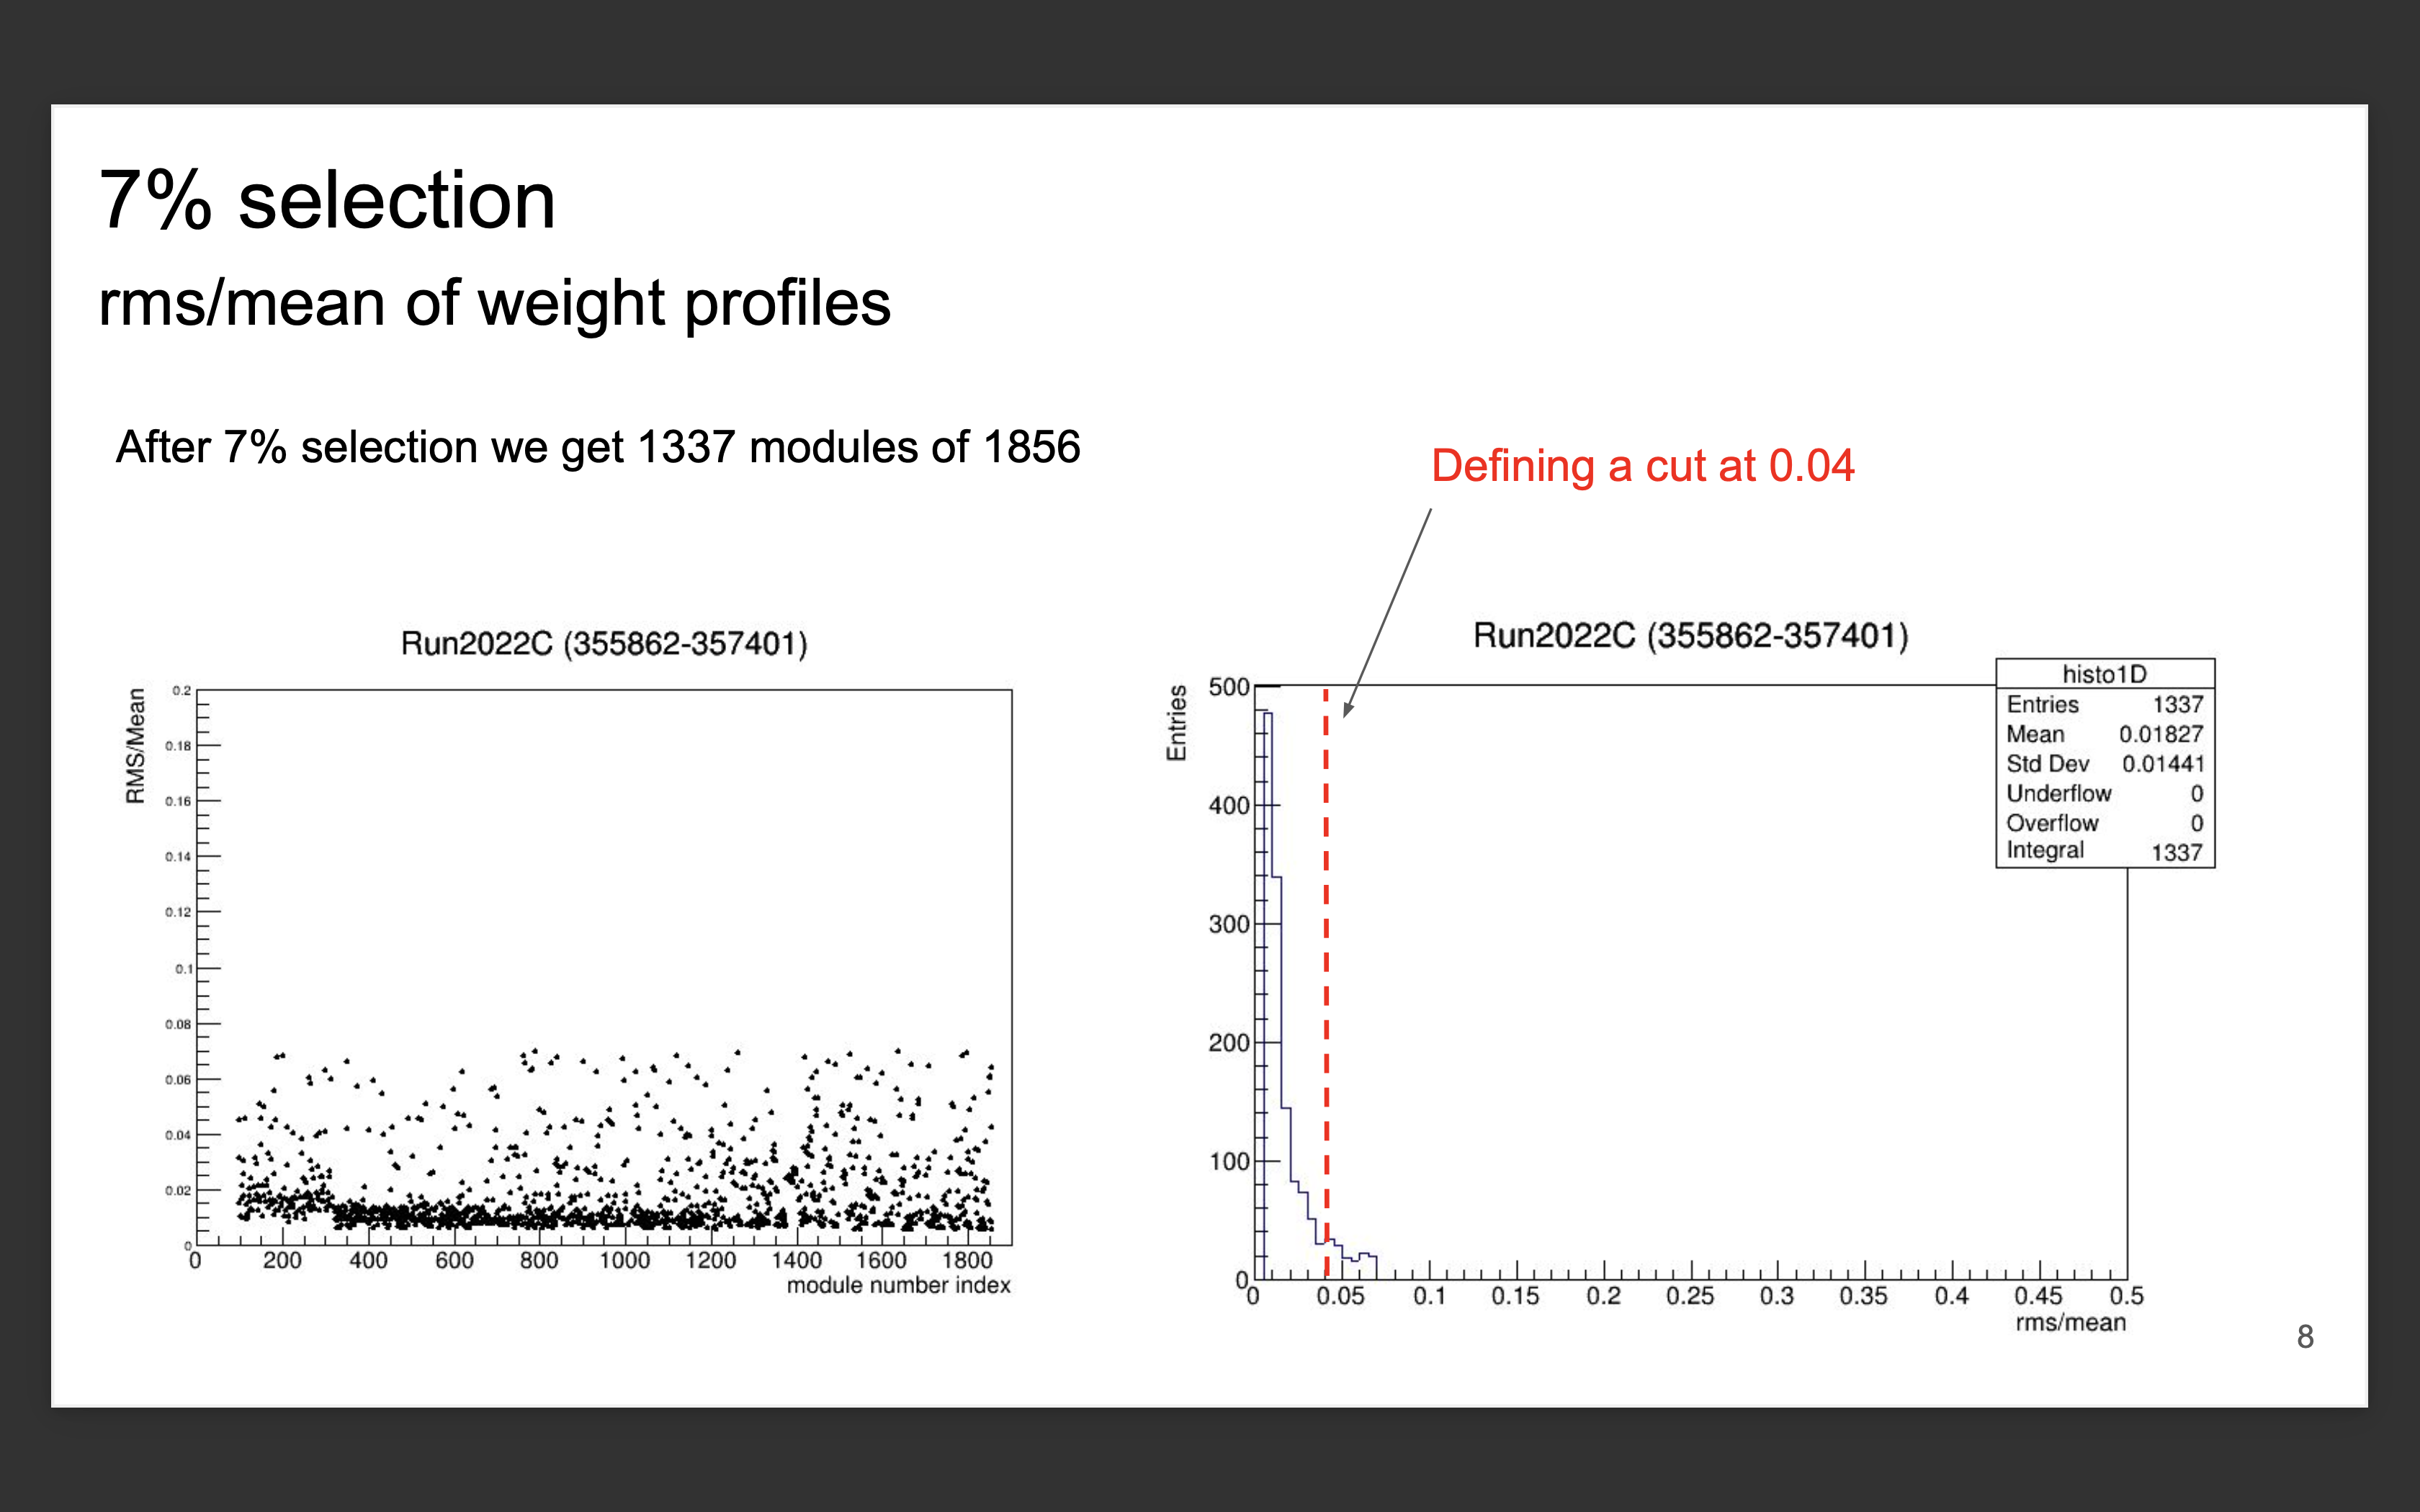 7% selection
rms/mean of weight profiles
After 7% selection we get 1337 modules of 1856
Defining a cut at 0.04
Run2022C (355862-357401)
RMS/Mean
0.2
0.18
0.16
0.14
0.12
0.1
0.08
0.06
0.04
0.02
0
0 200 400 600 800 1000 1200 1400 1600 1800
module number index
Run2022C (355862-357401)
Entries
500
400
300
200
100
0
0 0.05 0.1 0.15 0.2 0.25 0.3 0.35 0.4 0.45 0.5
rms/mean
histo1D
Entries 1337
Mean 0.01827
Std Dev 0.01441
Underflow 0
Overflow 0
Integral 1337
8